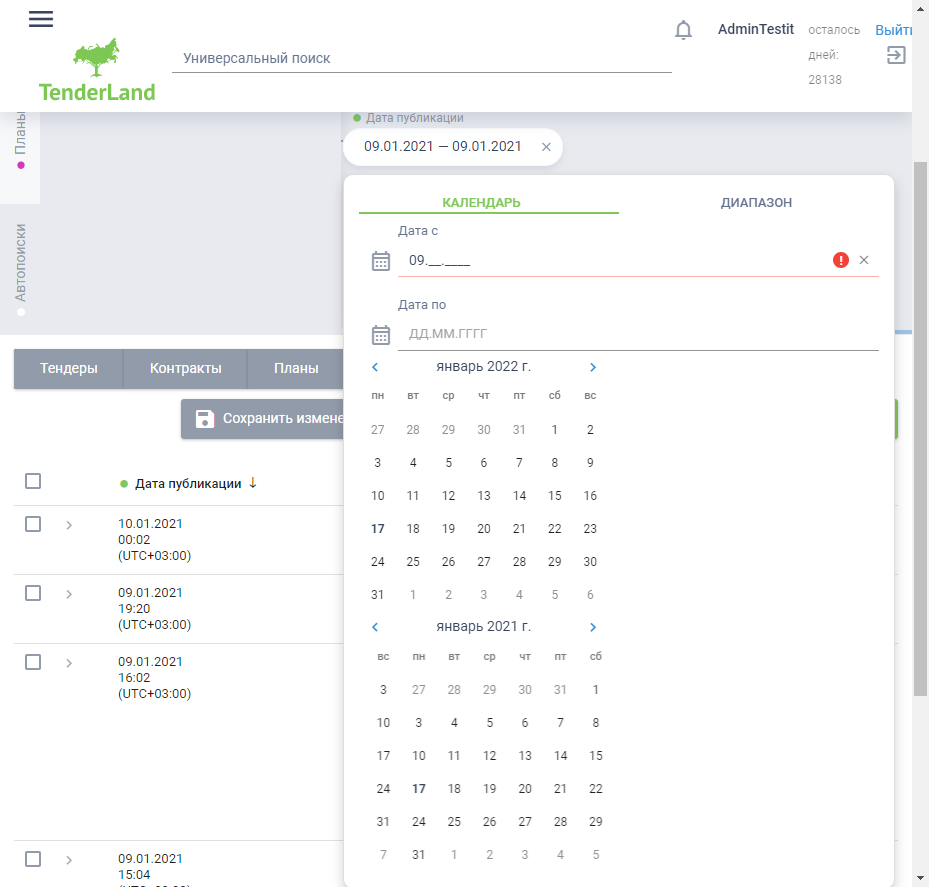 AdminTestit
осталось
дней:
28138
Выйти
Универсальный поиск
TenderLand
Планы
Автопоиски
Дата публикации
09.01.2021 — 09.01.2021
КАЛЕНДАРЬ ДИАПАЗОН
Дата с
09.__.____
Дата по
ДД.ММ.ГГГГ
январь 2022 г.
пн вт ср чт пт сб вс
27 28 29 30 31 1 2
3 4 5 6 7 8 9
10 11 12 13 14 15 16
17 18 19 20 21 22 23
24 25 26 27 28 29 30
31 1 2 3 4 5 6
январь 2021 г.
вс пн вт ср чт пт сб
3 27 28 29 30 31 1
10 3 4 5 6 7 8
17 10 11 12 13 14 15
24 17 18 19 20 21 22
31 24 25 26 27 28 29
7 31 1 2 3 4 5
Тендеры Контракты Планы
Сохранить измене
Дата публикации ↓
10.01.2021
00:02
(UTC+03:00)
09.01.2021
19:20
(UTC+03:00)
09.01.2021
16:02
(UTC+03:00)
09.01.2021
15:04